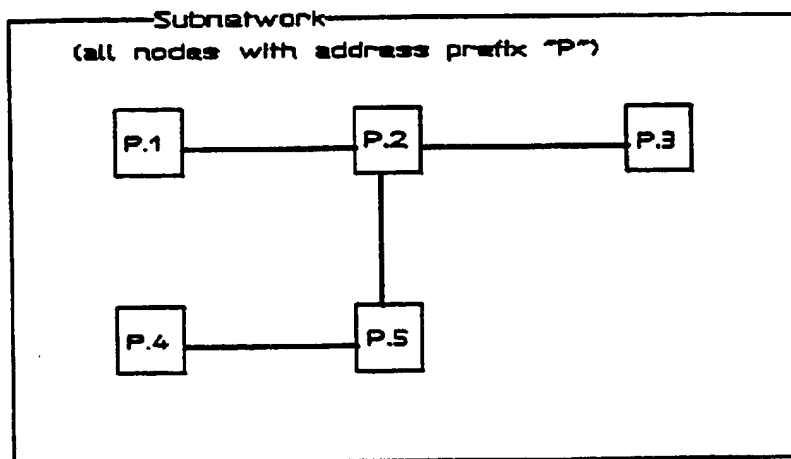 Subnetwork
(all nodes with address prefix "P")
P.1 P.2 P.3
P.4 P.5